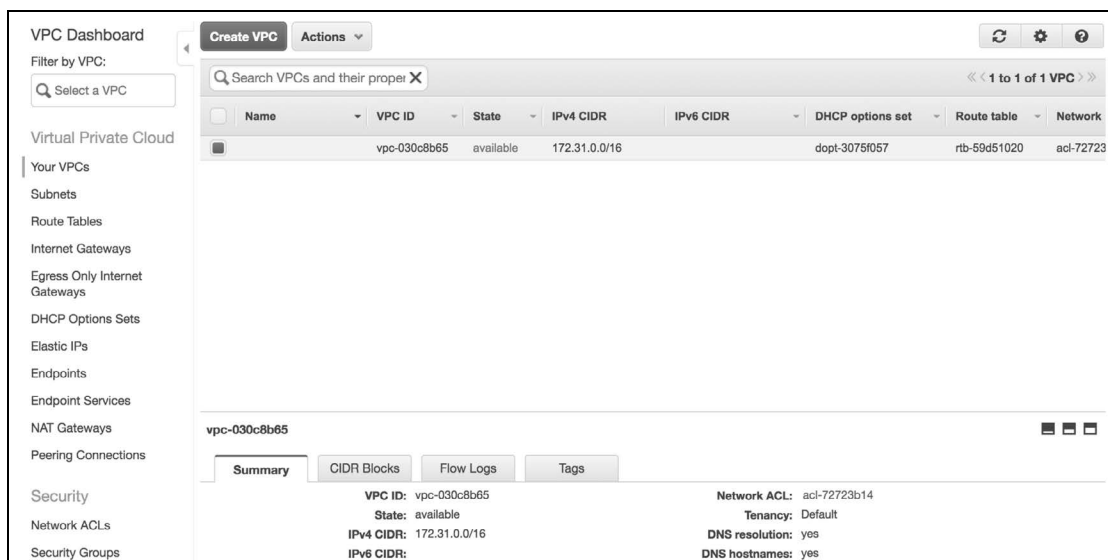 VPC Dashboard
Filter by VPC:
Select a VPC
Virtual Private Cloud
Your VPCs
Subnets
Route Tables
Internet Gateways
Egress Only Internet
Gateways
DHCP Options Sets
Elastic IPs
Endpoints
Endpoint Services
NAT Gateways
Peering Connections
Security
Network ACLs
Security Groups
Create VPC Actions
Search VPCs and their proper
1 to 1 of 1 VPC
Name VPC ID State IPv4 CIDR IPv6 CIDR DHCP options set Route table Network
vpc-030c8b65 available 172.31.0.0/16 dopt-3075f057 rtb-59d51020 acl-72723
vpc-030c8b65
Summary CIDR Blocks Flow Logs Tags
VPC ID: vpc-030c8b65 Network ACL: acl-72723b14
State: available Tenancy: Default
IPv4 CIDR: 172.31.0.0/16 DNS resolution: yes
IPv6 CIDR: DNS hostnames: yes